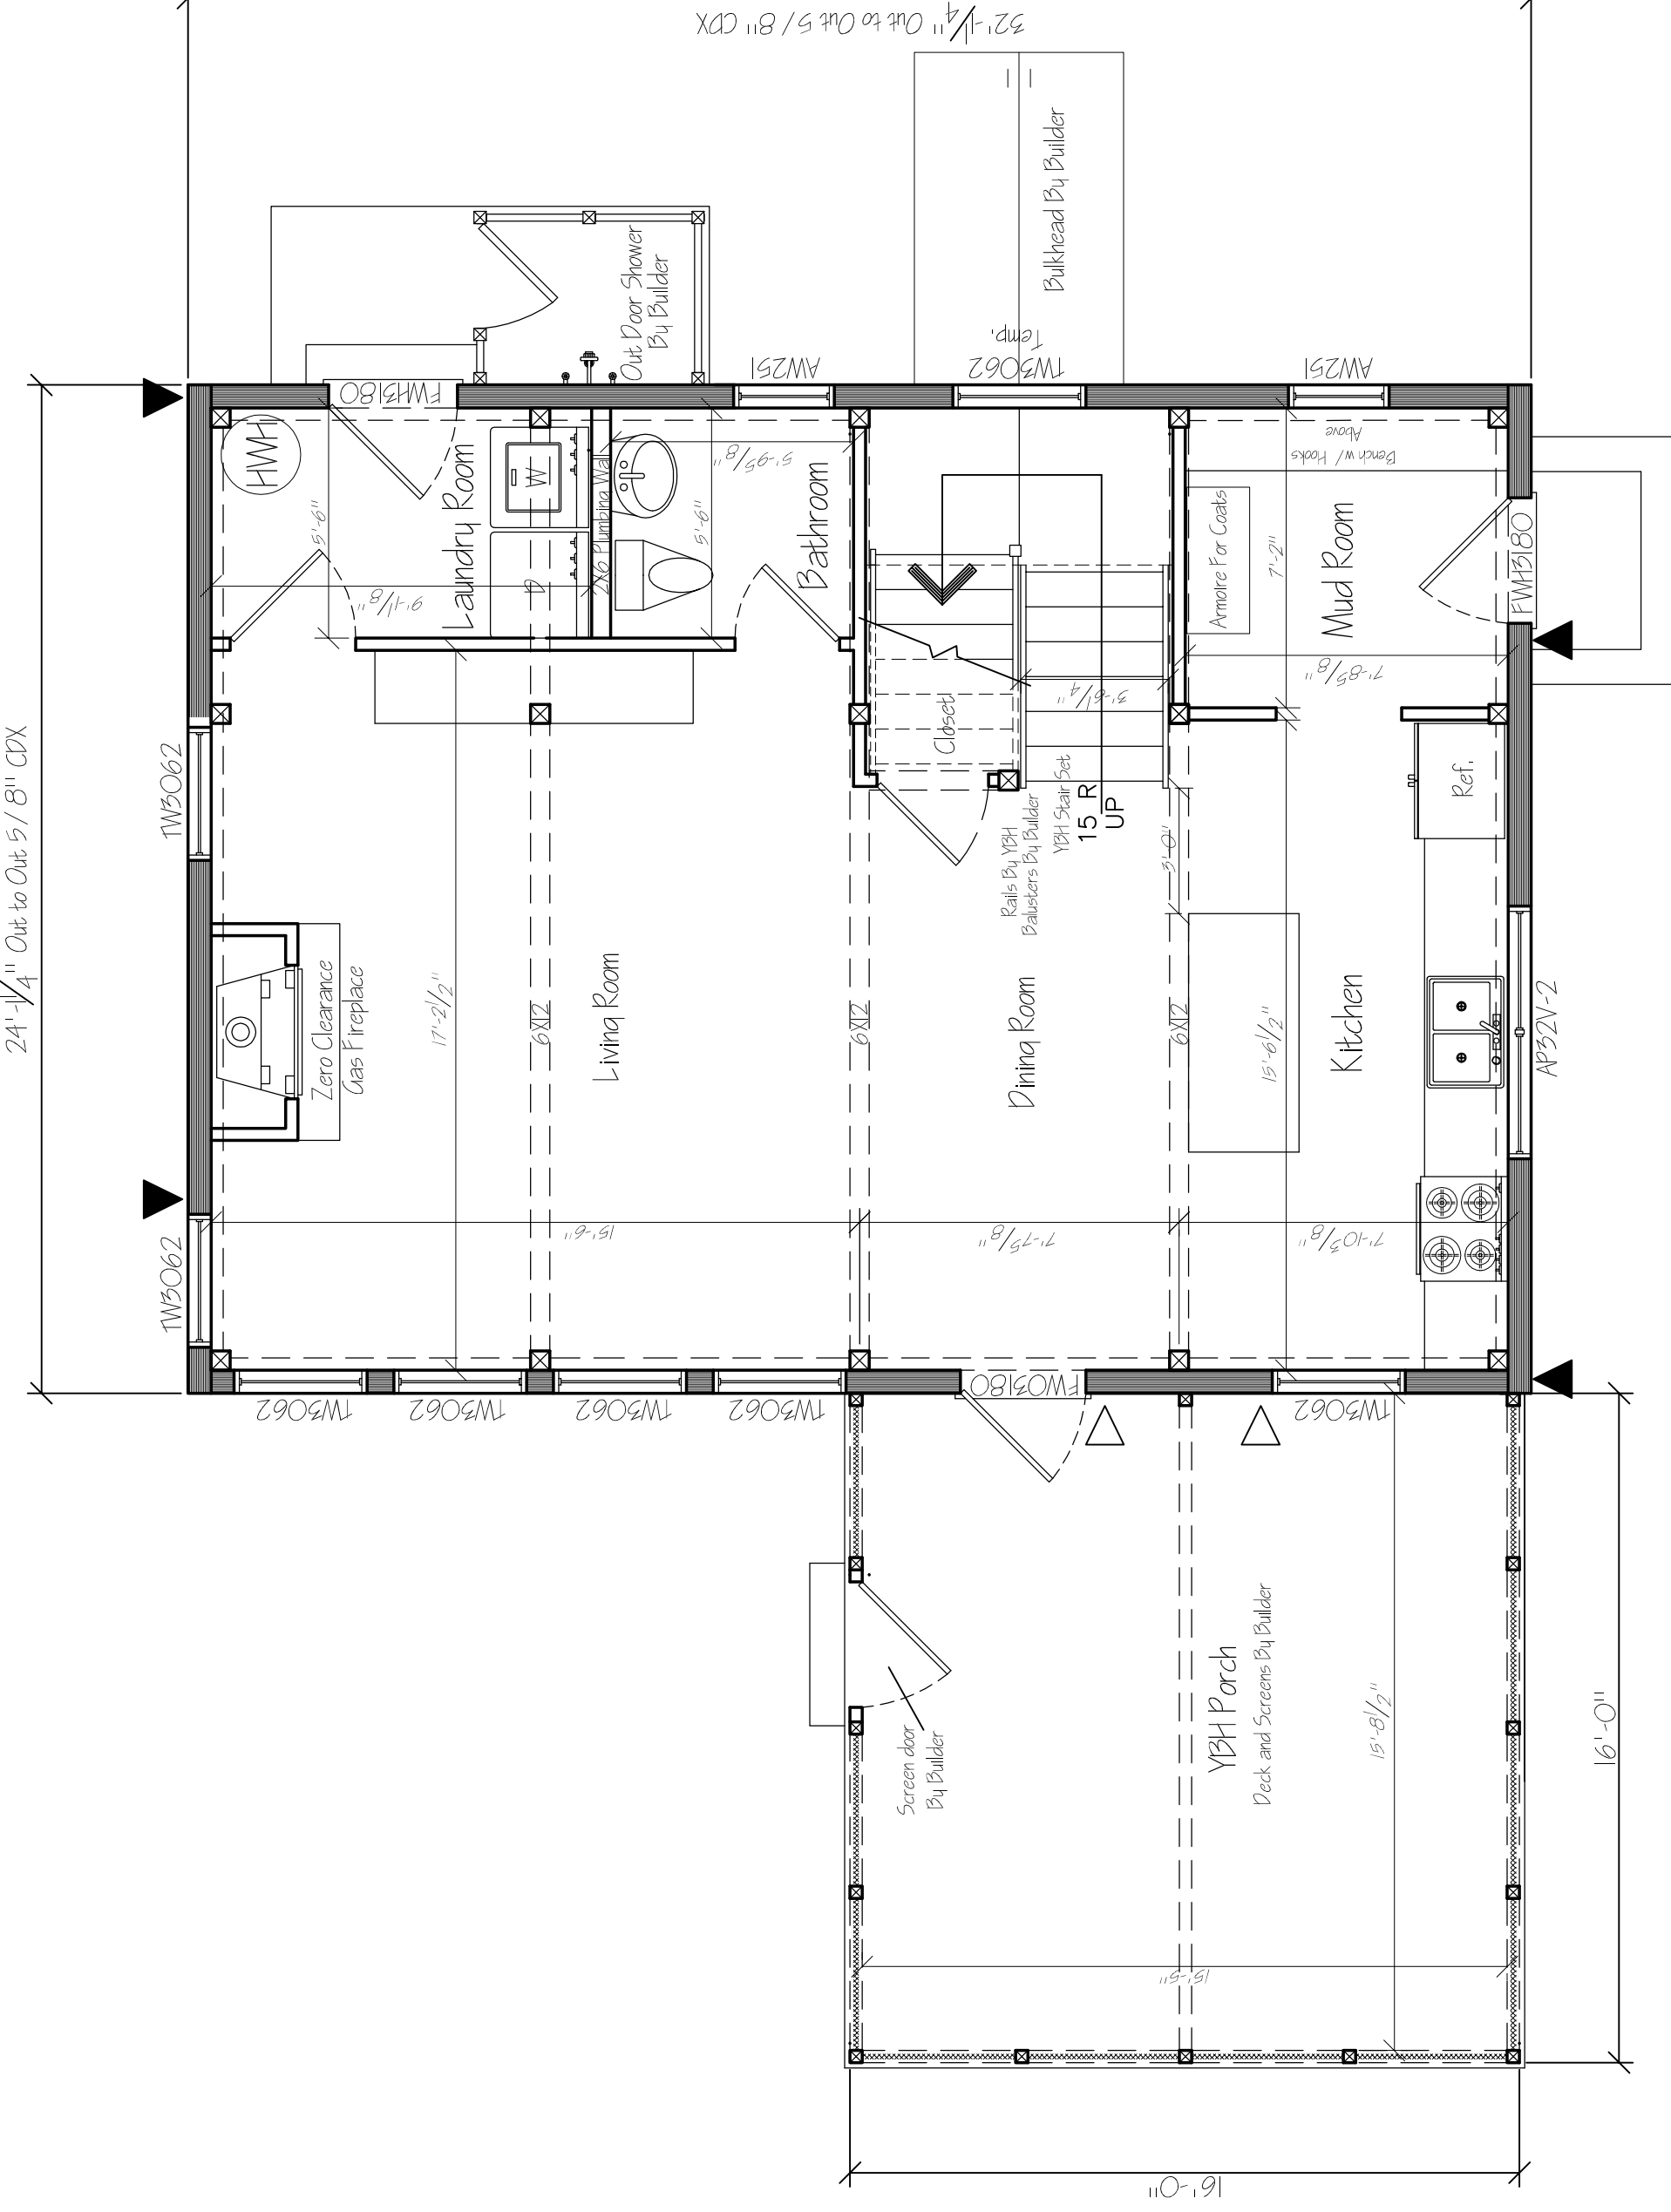 32'-1 1/4" Out to Out 5/8" CDX
24'-1 1/4" Out to Out 5/8" CDX
Bulkhead By Builder
Out Door Shower
By Builder
Temp.
FWH3180
AW251
TW3062
AW251
HWH
Laundry Room
5'-6"
9'-1 1/8"
W
D
2X6 Plumbing Wa
5'-9 5/8"
5'-6"
Bathroom
Closet
3'-6 1/4"
Bench w/ Hooks
Above
Armoire For Coats
7'-2"
Mud Room
7'-8 5/8"
FWH3180
TW3062
TW3062
Zero Clearance
Gas Fireplace
17'-2 1/2"
6X12
Living Room
6X12
Rails By YBH
Balusters By Builder
YBH Stair Set
15 R
UP
Dining Room
3'-0"
6X12
15'-6 1/2"
Kitchen
Ref.
AP32V-2
15'-6"
7'-7 5/8"
7'-10 3/8"
TW3062
TW3062
TW3062
TW3062
FWO3180
TW3062
Screen door
By Builder
YBH Porch
Deck and Screens By Builder
15'-8 1/2"
15'-5"
16'-0"
16'-0"